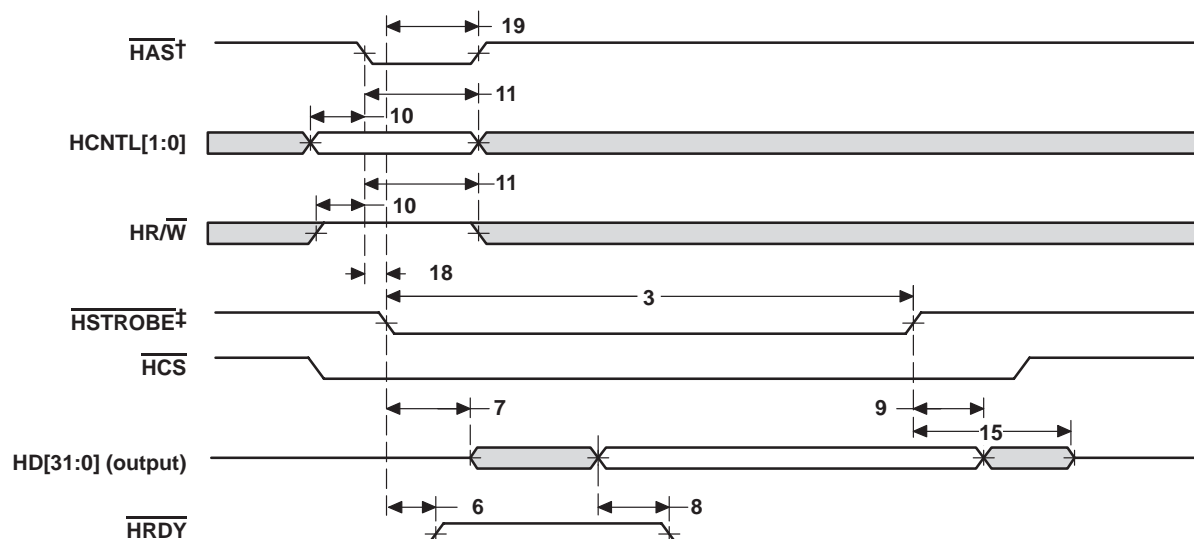 19
HAS†
11
10
HCNTL[1:0]
11
10
HR/W
18
3
HSTROBE‡
HCS
7
9
15
HD[31:0] (output)
6
8
HRDY